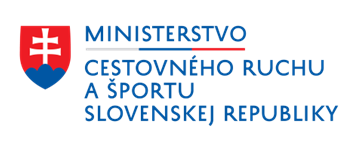 MINISTERSTVO
CESTOVNÉHO RUCHU
A ŠPORTU
SLOVENSKEJ REPUBLIKY